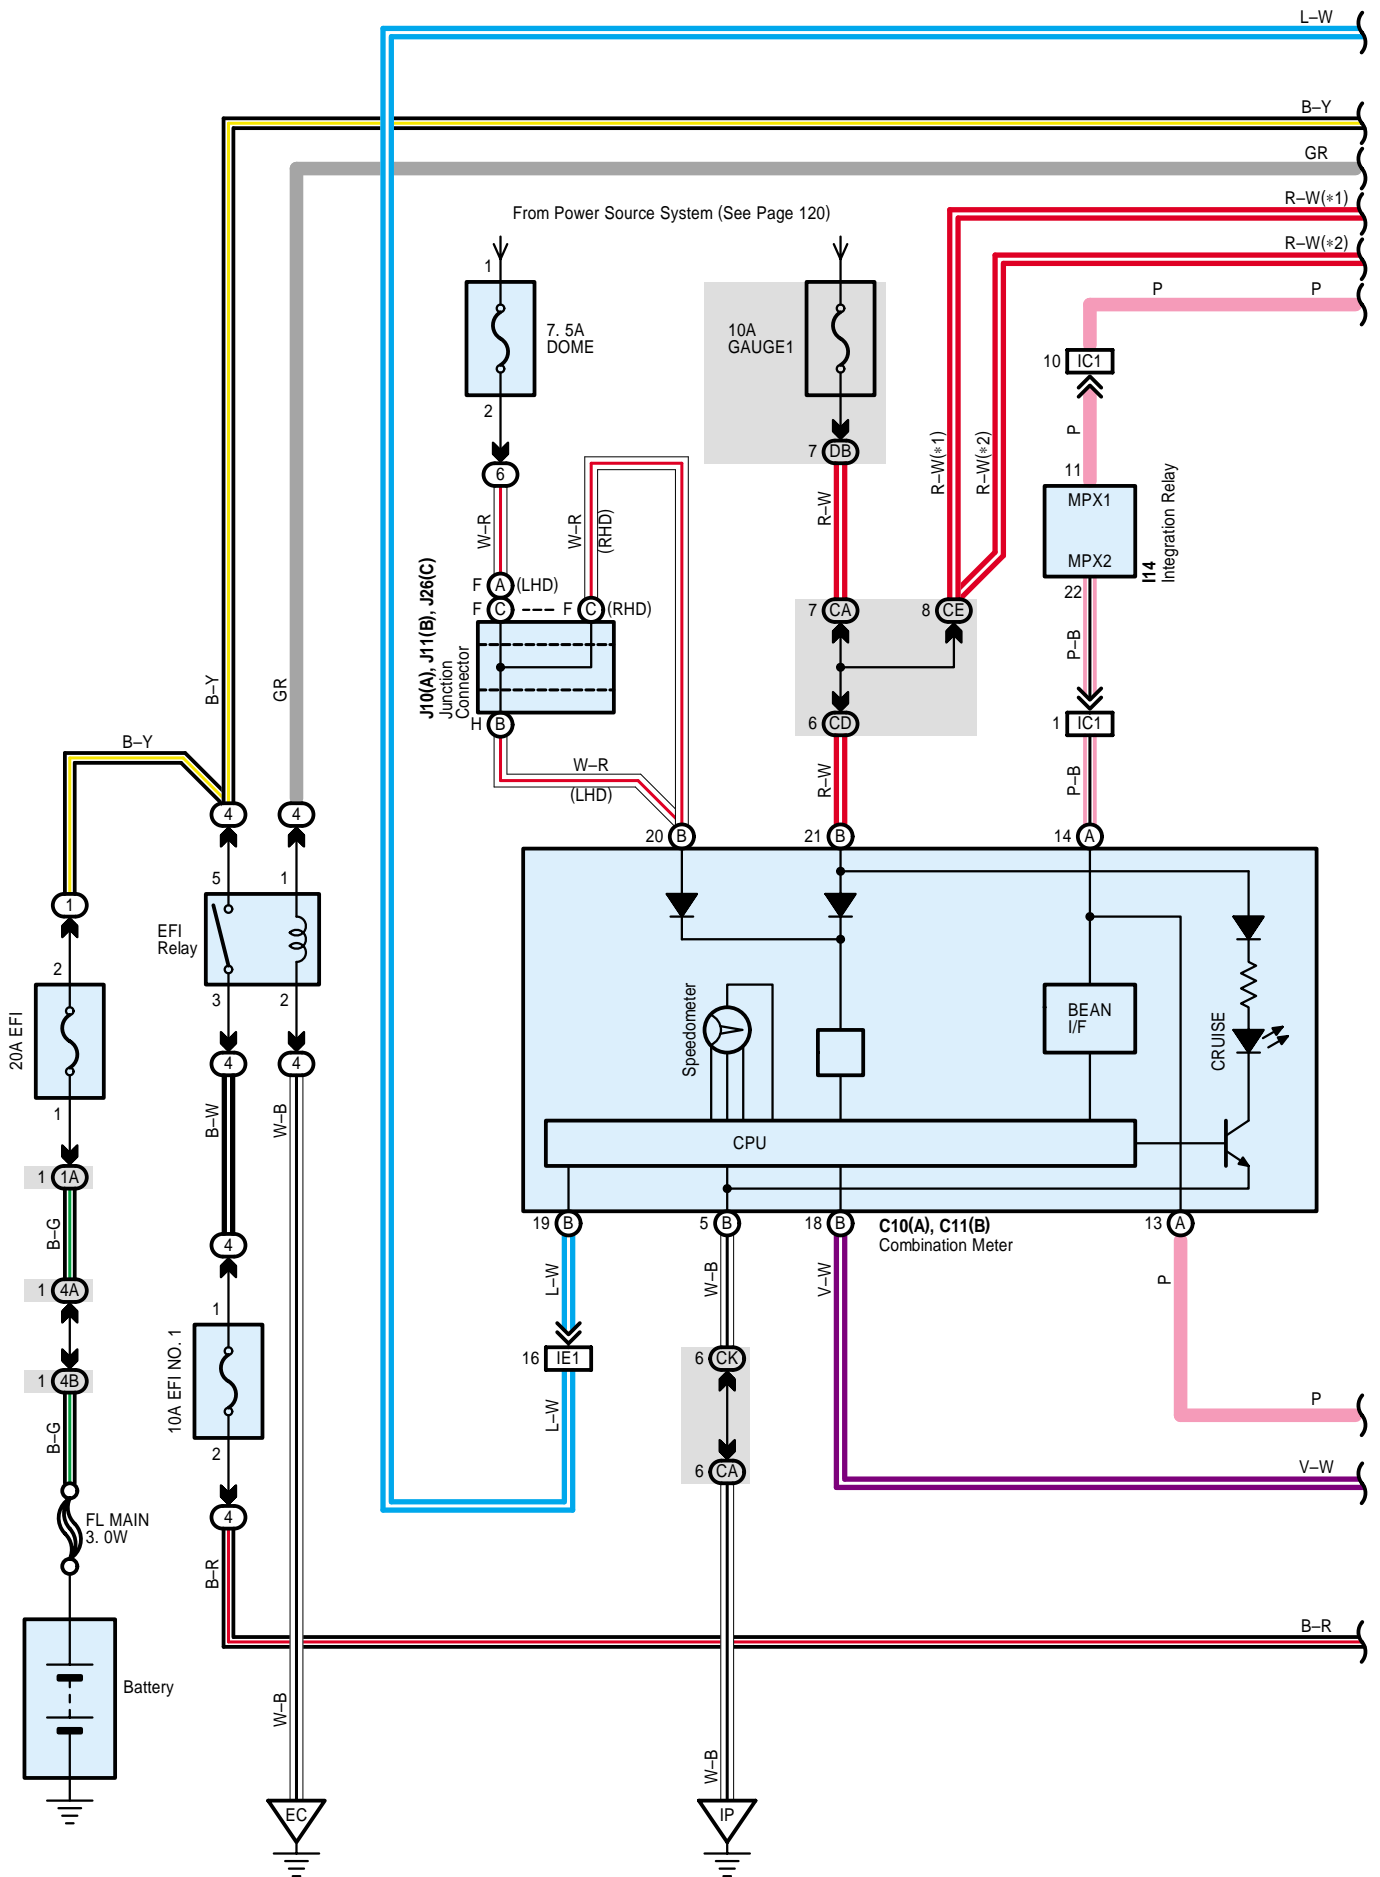 L–W
B–Y
GR
R–W(∗1)
From Power Source System (See Page 120)
R–W(∗2)
1
P
P
7. 5A
DOME
10A
GAUGE1
10
IC1
2
P
R–W(∗1)
R–W(∗2)
7
DB
6
11
MPX1
MPX2
I14
Integration Relay
W–R
W–R
(RHD)
R–W
F
A
(LHD)
F
C
F
C
(RHD)
7
CA
8
CE
22
P–B
J10(A), J11(B), J26(C)
Junction
Connector
B–Y
GR
H
B
6
CD
1
IC1
B–Y
W–R
(LHD)
R–W
P–B
4
4
20
B
21
B
14
A
5
1
1
EFI
Relay
2
3
2
20A EFI
Speedometer
BEAN
I/F
CRUISE
4
4
1
B–W
W–B
CPU
1
1A
19
B
5
B
18
B
C10(A), C11(B)
Combination Meter
13
A
B–G
4
L–W
W–B
V–W
P
1
4A
1
10A EFI NO. 1
16
IE1
6
CK
1
4B
B–G
L–W
P
2
6
CA
V–W
FL MAIN
3. 0W
4
B–R
B–R
Battery
W–B
W–B
EC
IP